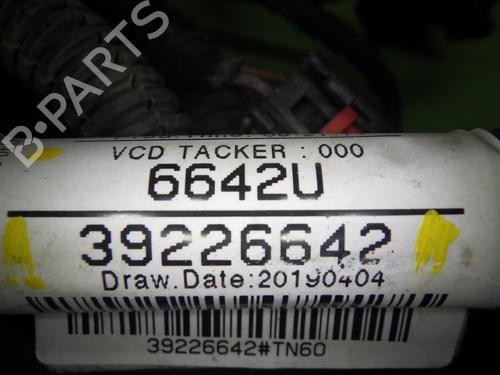 VCD TACKER : 000
6642U
39226642
Draw.Date:20190404
39226642#TN60
B-PARTS